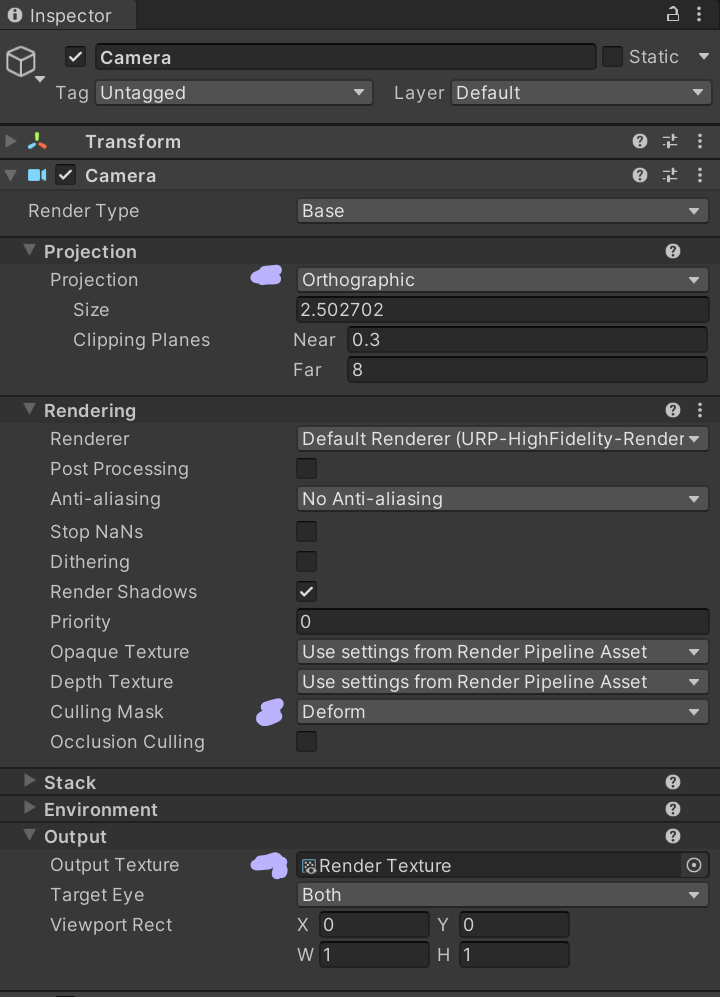 Inspector
Camera Static
Tag Untagged Layer Default
Transform
Camera
Render Type Base
Projection
Projection Orthographic
Size 2.502702
Clipping Planes Near 0.3
Far 8
Rendering
Renderer Default Renderer (URP-HighFidelity-Render
Post Processing
Anti-aliasing No Anti-aliasing
Stop NaNs
Dithering
Render Shadows
Priority 0
Opaque Texture Use settings from Render Pipeline Asset
Depth Texture Use settings from Render Pipeline Asset
Culling Mask Deform
Occlusion Culling
Stack
Environment
Output
Output Texture Render Texture
Target Eye Both
Viewport Rect X 0 Y 0
W 1 H 1